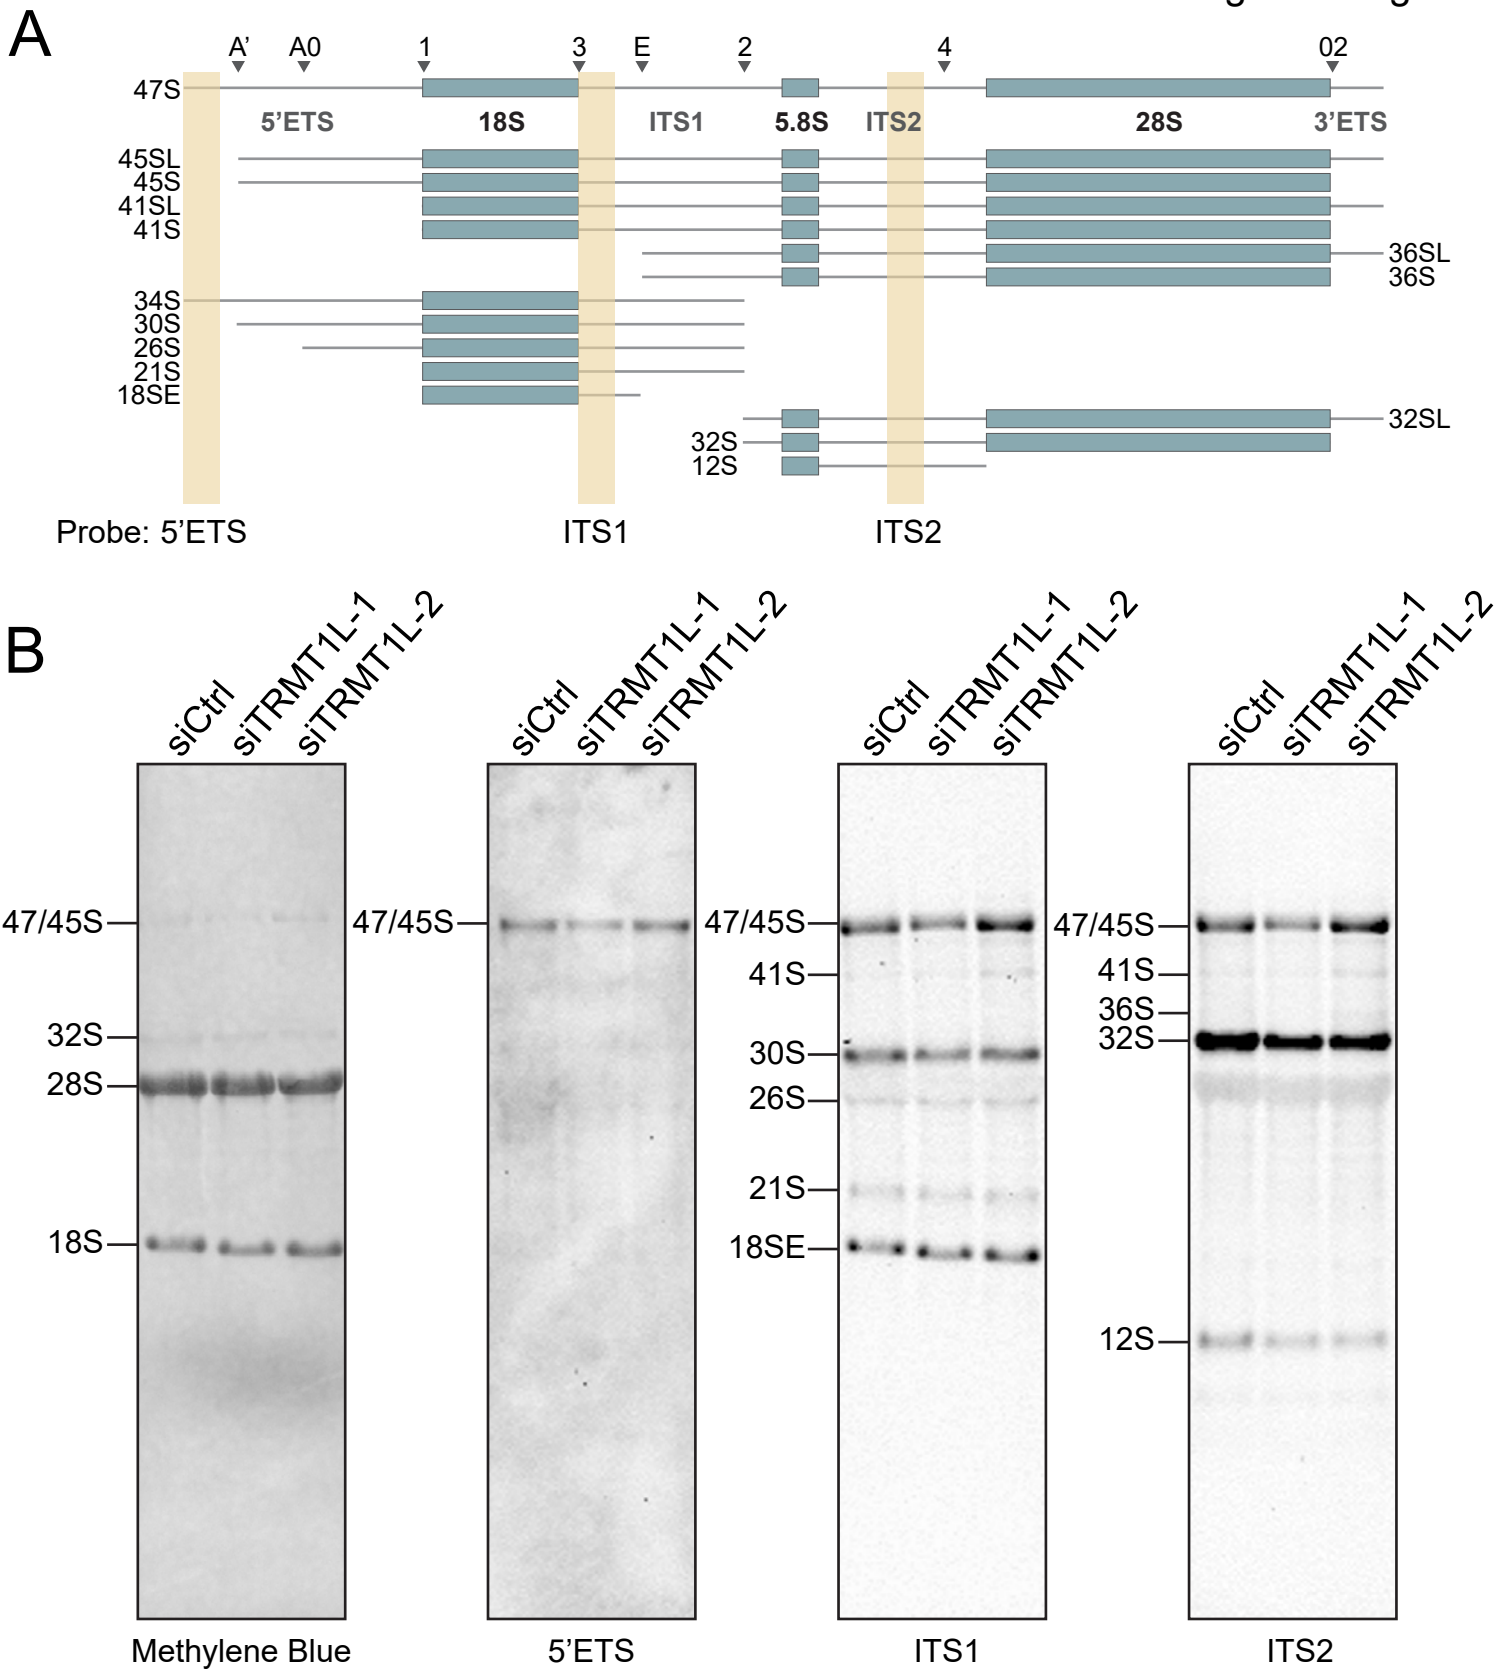 A
A' A0 1 3 E 2 4 02
47S
5'ETS 18S ITS1 5.8S ITS2 28S 3'ETS
45SL
45S
41SL
41S
36SL
36S
34S
30S
26S
21S
18SE
32SL
32S
12S
Probe: 5'ETS ITS1 ITS2
B
siCtrl siTRMT1L-1 siTRMT1L-2
47/45S
32S
28S
18S
Methylene Blue
siCtrl siTRMT1L-1 siTRMT1L-2
47/45S
5'ETS
siCtrl siTRMT1L-1 siTRMT1L-2
47/45S
41S
30S
26S
21S
18SE
ITS1
siCtrl siTRMT1L-1 siTRMT1L-2
47/45S
41S
36S
32S
12S
ITS2